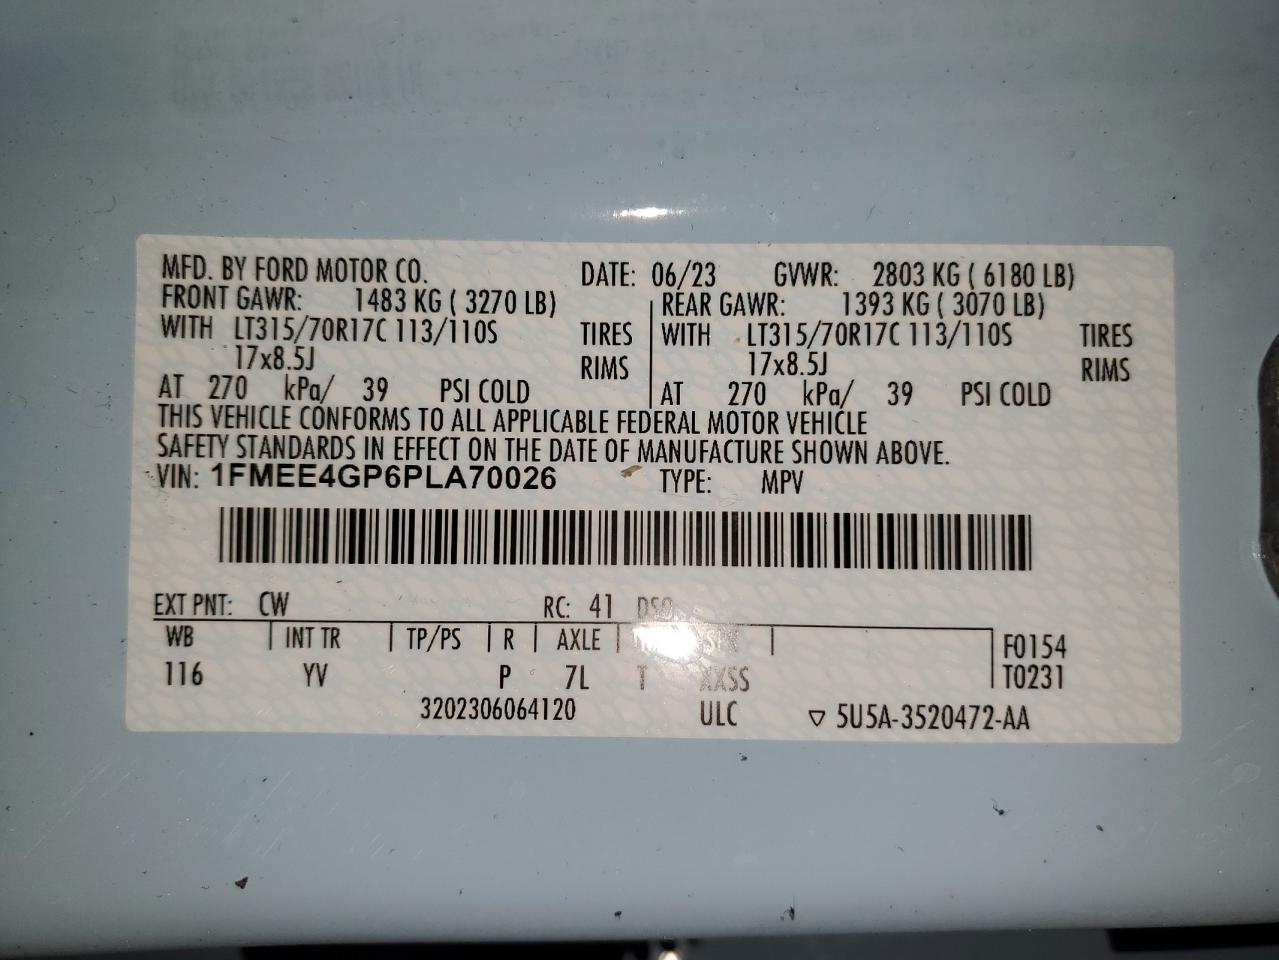 MFD. BY FORD MOTOR CO. DATE: 06/23 GVWR: 2803 KG ( 6180 LB)
FRONT GAWR: 1483 KG ( 3270 LB) REAR GAWR: 1393 KG ( 3070 LB)
WITH LT315/70R17C 113/110S TIRES WITH LT315/70R17C 113/110S TIRES
17x8.5J RIMS 17x8.5J RIMS
AT 270 kPa/ 39 PSI COLD AT 270 kPa/ 39 PSI COLD
THIS VEHICLE CONFORMS TO ALL APPLICABLE FEDERAL MOTOR VEHICLE
SAFETY STANDARDS IN EFFECT ON THE DATE OF MANUFACTURE SHOWN ABOVE.
VIN: 1FMEE4GP6PLA70026 TYPE: MPV
EXT PNT: CW RC: 41 DSO:
WB INT TR TP/PS R AXLE F0154
116 YV P 7L T XXSS T0231
3202306064120 ULC ▽ 5U5A-3520472-AA